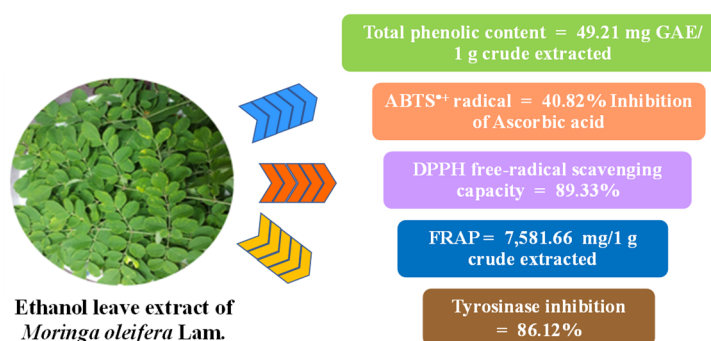 Total phenolic content = 49.21 mg GAE/
1 g crude extracted
ABTS•+ radical = 40.82% Inhibition
of Ascorbic acid
DPPH free-radical scavenging
capacity = 89.33%
FRAP = 7,581.66 mg/1 g
crude extracted
Tyrosinase inhibition
= 86.12%
Ethanol leave extract of
Moringa oleifera Lam.